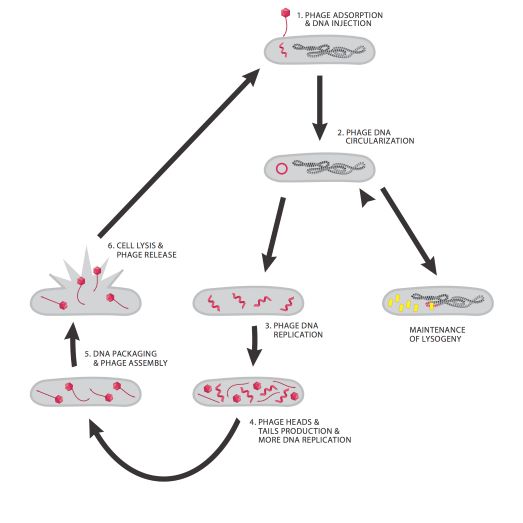 1. PHAGE ADSORPTION
& DNA INJECTION
2. PHAGE DNA
CIRCULARIZATION
6. CELL LYSIS &
PHAGE RELEASE
3. PHAGE DNA
REPLICATION
MAINTENANCE
OF LYSOGENY
5. DNA PACKAGING
& PHAGE ASSEMBLY
4. PHAGE HEADS &
TAILS PRODUCTION &
MORE DNA REPLICATION